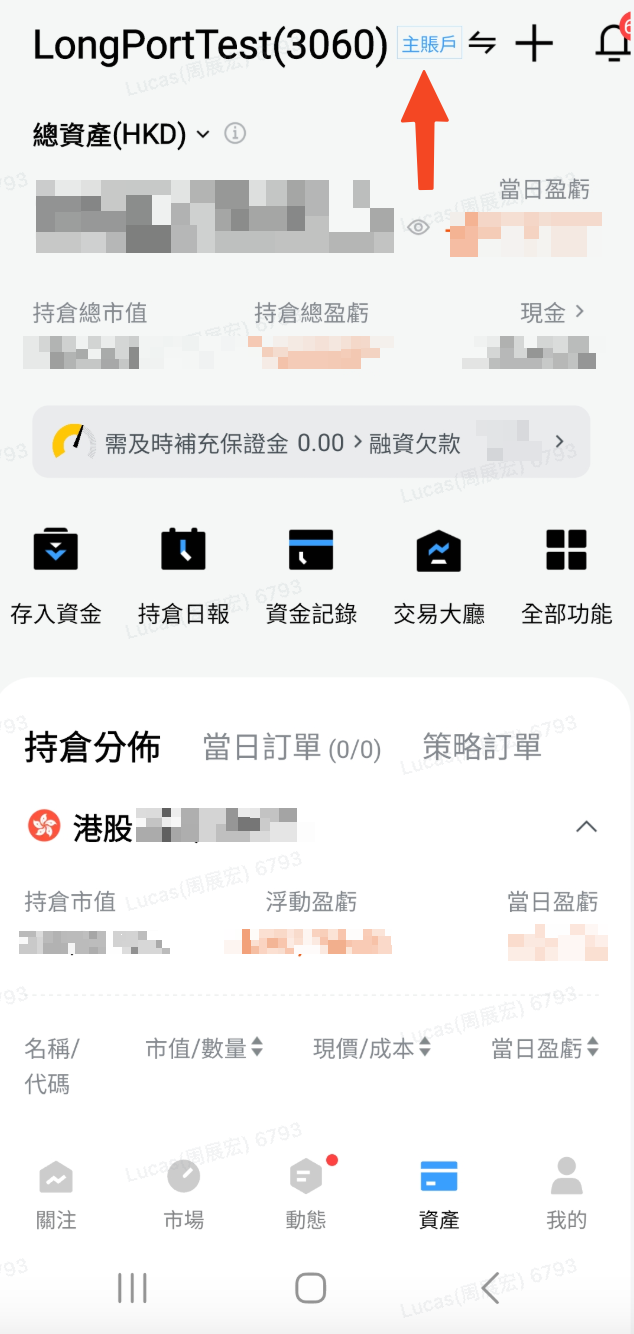 LongPortTest(3060) 主賬戶
6
總資產(HKD)
當日盈虧
持倉總市值 持倉總盈虧 現金
需及時補充保證金 0.00 融資欠款
存入資金 持倉日報 資金記錄 交易大廳 全部功能
持倉分佈 當日訂單 (0/0) 策略訂單
港股
持倉市值 浮動盈虧 當日盈虧
名稱/
代碼
市值/數量 現價/成本 當日盈虧
關注 市場 動態 資產 我的
Lucas(周展宏) 6793